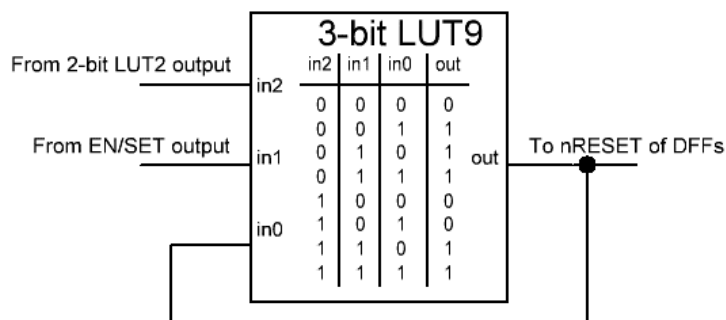 3-bit LUT9
From 2-bit LUT2 output
in2 in1 in0 out
in2
0 0 0 0
0 0 1 1
From EN/SET output
0 1 0 1
To nRESET of DFFs
in1
out
0 1 1 1
1 0 0 0
in0
1 0 1 0
1 1 0 1
1 1 1 1